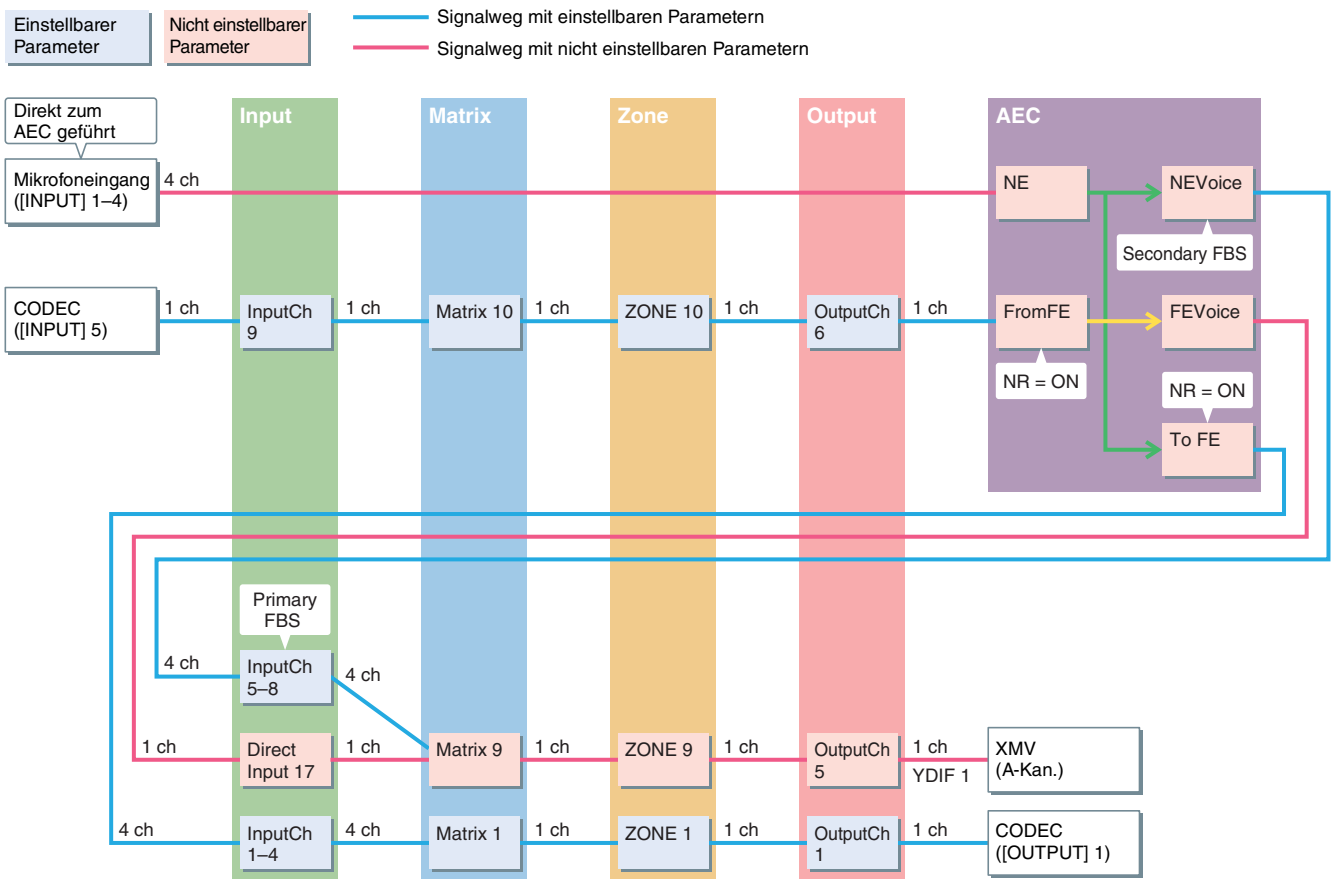 Einstellbarer
Parameter
Nicht einstellbarer
Parameter
Signalweg mit einstellbaren Parametern
Signalweg mit nicht einstellbaren Parametern
Direkt zum
AEC geführt
Input
Matrix
Zone
Output
AEC
Mikrofoneingang
([INPUT] 1–4)
4 ch
NE
NEVoice
Secondary FBS
CODEC
([INPUT] 5)
1 ch
InputCh
9
1 ch
Matrix 10
1 ch
ZONE 10
1 ch
OutputCh
6
1 ch
FromFE
FEVoice
NR = ON
NR = ON
To FE
Primary
FBS
4 ch
InputCh
5–8
4 ch
1 ch
Direct
Input 17
1 ch
Matrix 9
1 ch
ZONE 9
1 ch
OutputCh
5
1 ch
YDIF 1
XMV
(A-Kan.)
4 ch
InputCh
1–4
4 ch
Matrix 1
1 ch
ZONE 1
1 ch
OutputCh
1
1 ch
CODEC
([OUTPUT] 1)